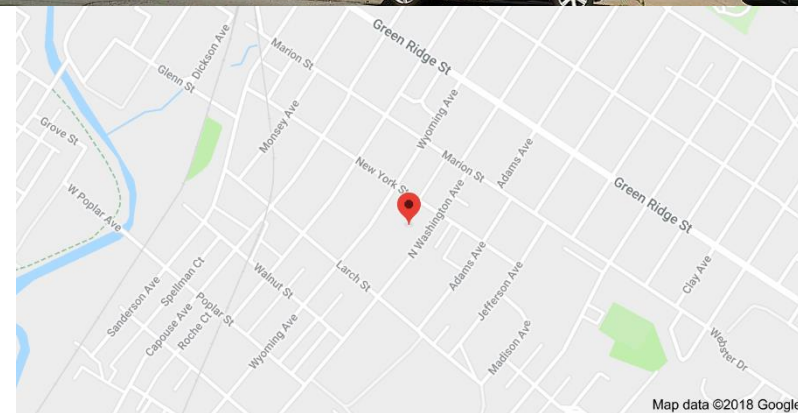 Green Ridge St
Marion St
Dickson Ave
Glenn St
Monsey Ave
Wyoming Ave
Grove St
New York St
Marion St
Adams Ave
W Poplar Ave
N Washington Ave
Green Ridge St
Larch St
Walnut St
Adams Ave
Jefferson Ave
Clay Ave
Spellman Ct
Sanderson Ave
Poplar St
Capouse Ave
Roche Ct
Wyoming Ave
Madison Ave
Webster Dr
Map data ©2018 Google